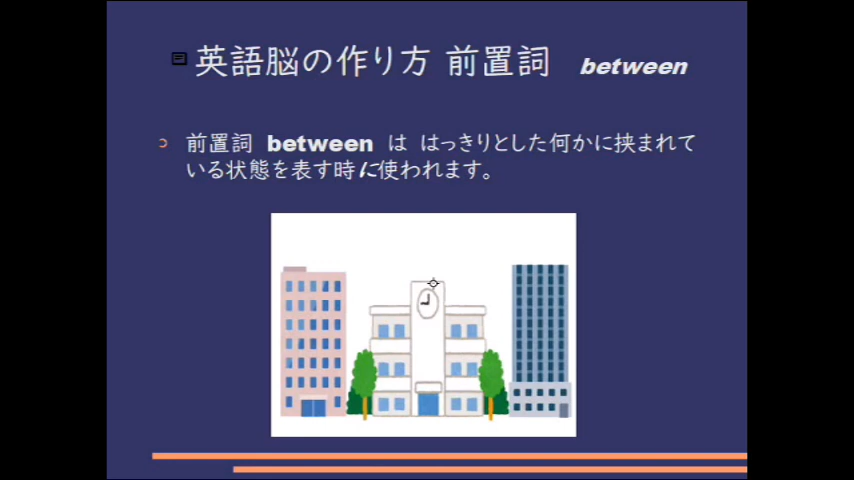 英語脳の作り方 前置詞 between
前置詞 between は はっきりとした何かに挟まれて
いる状態を表す時に使われます。